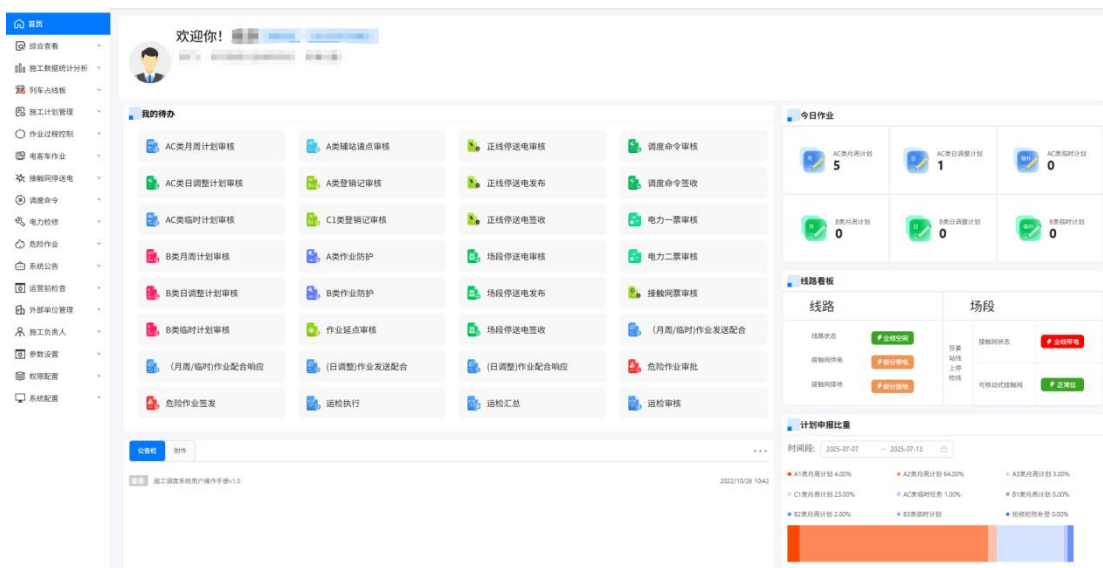 首页
综合查看
施工数据统计分析
列车占线板
施工计划管理
作业过程控制
电客车作业
接触网停送电
调度命令
电力检修
危险作业
系统公告
运营前检查
外部单位管理
施工负责人
参数设置
权限配置
系统配置
欢迎你!
我的待办
AC类月周计划审核 A类辅站请点审核 正线停送电审核 调度命令审核
AC类日调整计划审核 A类登销记审核 正线停送电发布 调度命令签收
AC类临时计划审核 C1类登销记审核 正线停送电签收 电力一票审核
B类月周计划审核 A类作业防护 场段停送电审核 电力二票审核
B类日调整计划审核 B类作业防护 场段停送电发布 接触网票审核
B类临时计划审核 作业延点审核 场段停送电签收 (月周/临时)作业发送配合
(月周/临时)作业配合响应 (日调整)作业发送配合 (日调整)作业配合响应 危险作业审批
危险作业签发 运检执行 运检汇总 运检审核
公告栏 附件
施工调度系统用户操作手册v1.0 2022/10/26 10:42
今日作业
AC类月周计划 AC类日调整计划 AC类临时计划
5 1 0
B类月周计划 B类日调整计划 B类临时计划
0 0 0
线路看板
线路 场段
线路状态 全线空闲
接触网供电 部分带电
接触网接地 部分接地
站线
上停
检线
接触网状态 全线带电
可移动式接触网 正常位
计划申报比重
时间段: 2025-07-07 → 2025-07-13
A1类月周计划 4.00% A2类月周计划 64.00% A3类月周计划 3.00%
C1类月周计划 23.00% AC类临时任务 1.00% B1类月周计划 0.00%
B2类月周计划 2.00% B3类临时计划 抢修抢险补登 0.00%